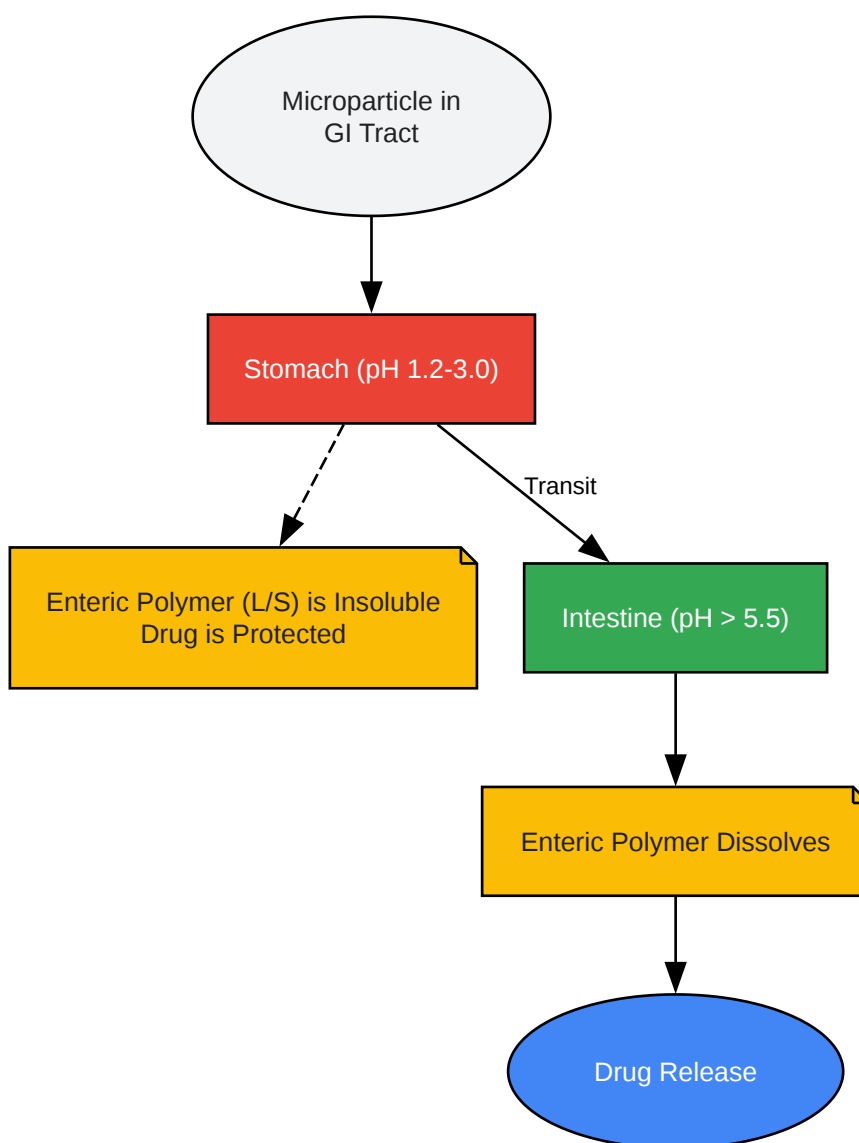 Microparticle in
GI Tract
Stomach (pH 1.2-3.0)
Transit
Enteric Polymer (L/S) is Insoluble
Drug is Protected
Intestine (pH > 5.5)
Enteric Polymer Dissolves
Drug Release